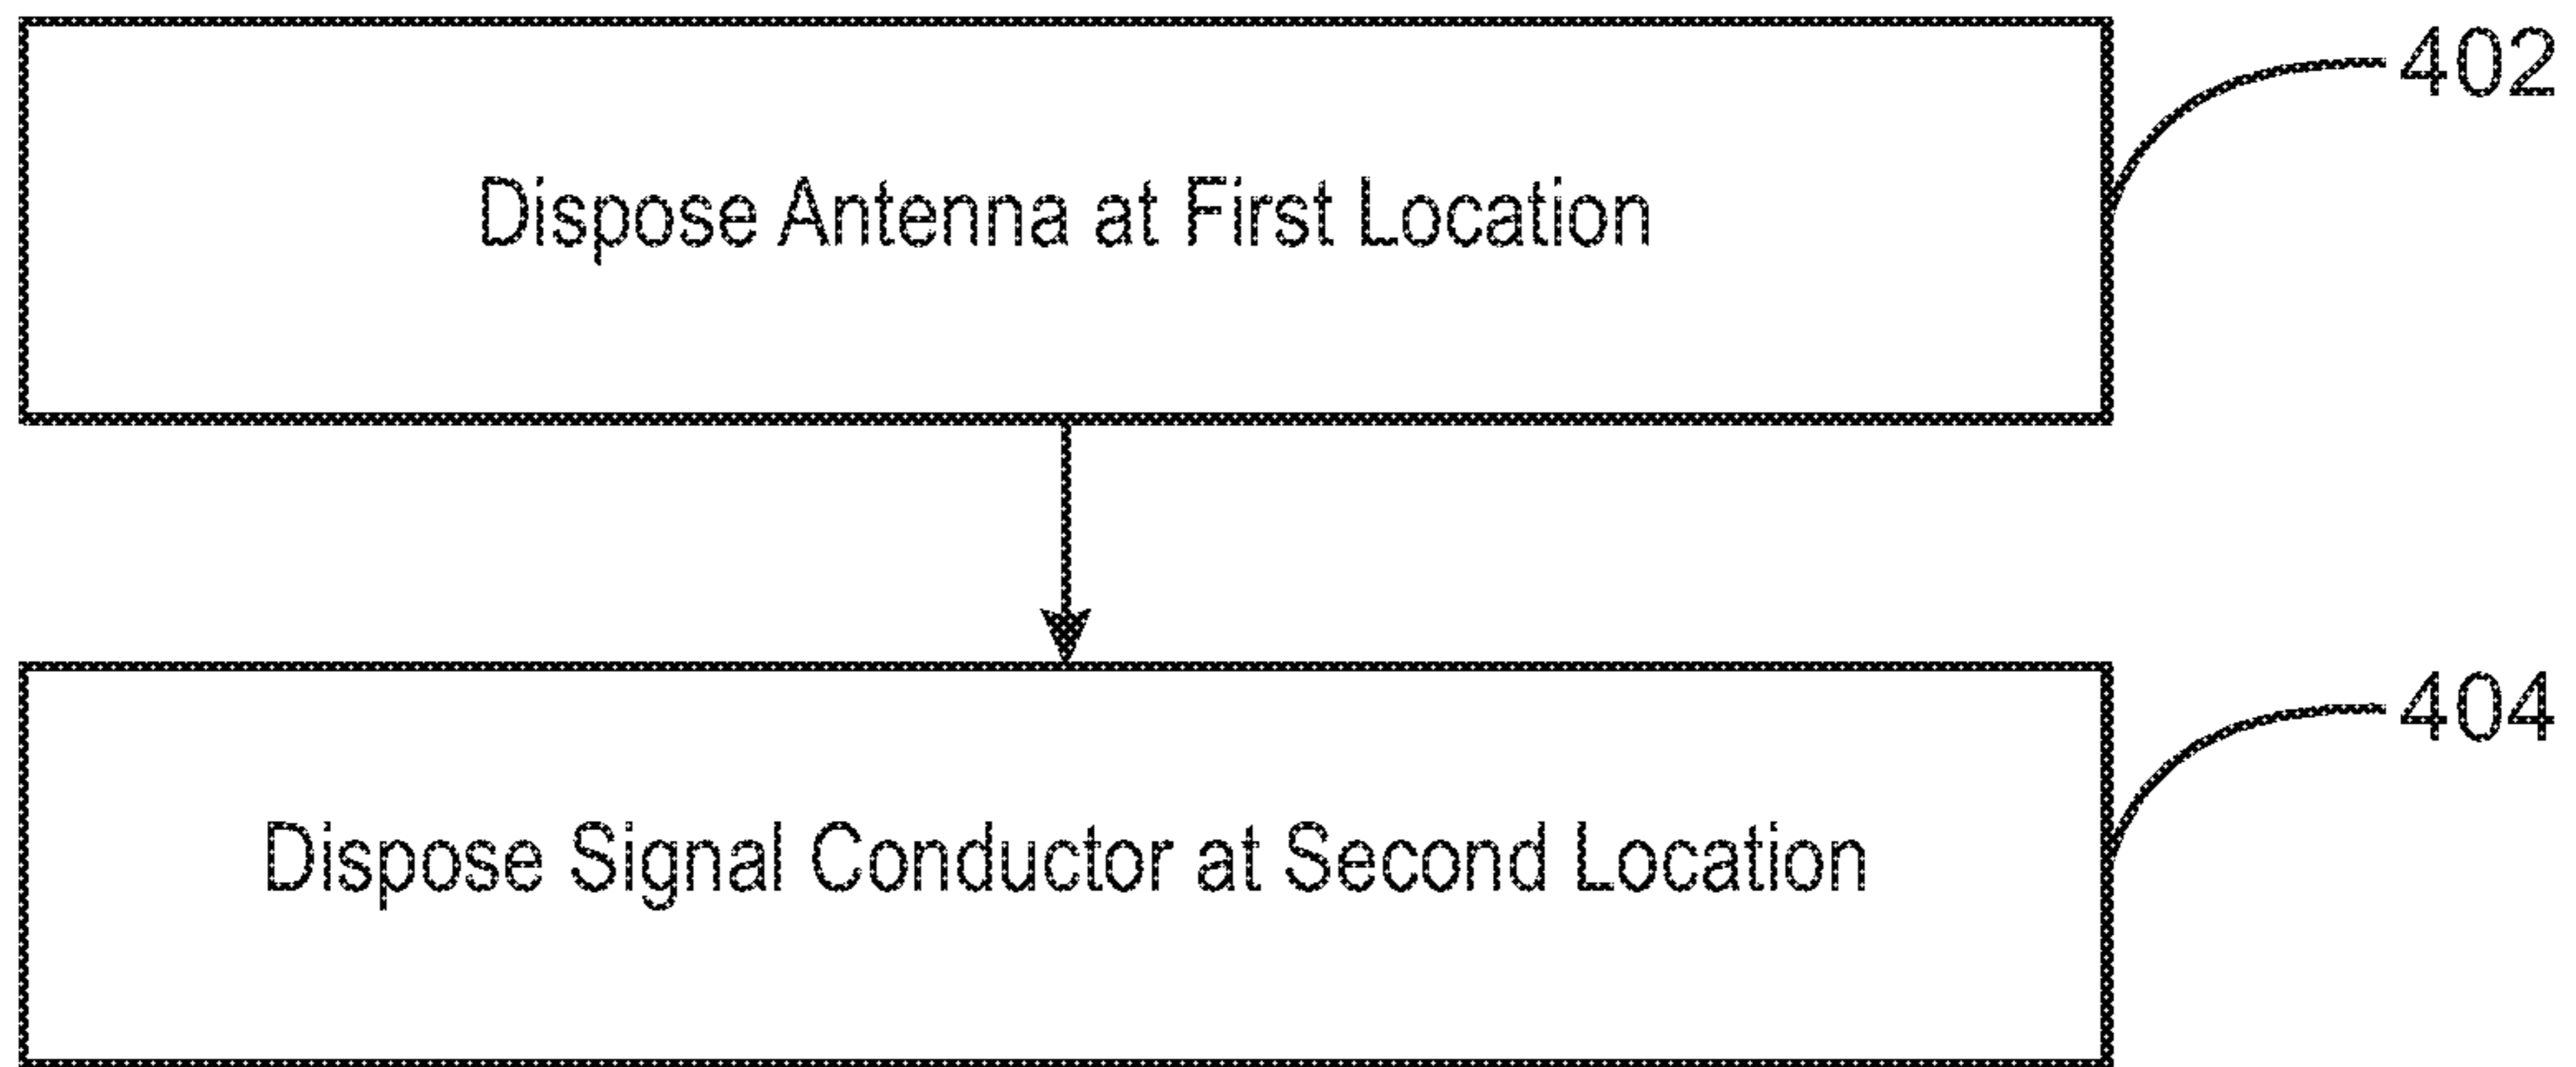 402
Dispose Antenna at First Location
404
Dispose Signal Conductor at Second Location